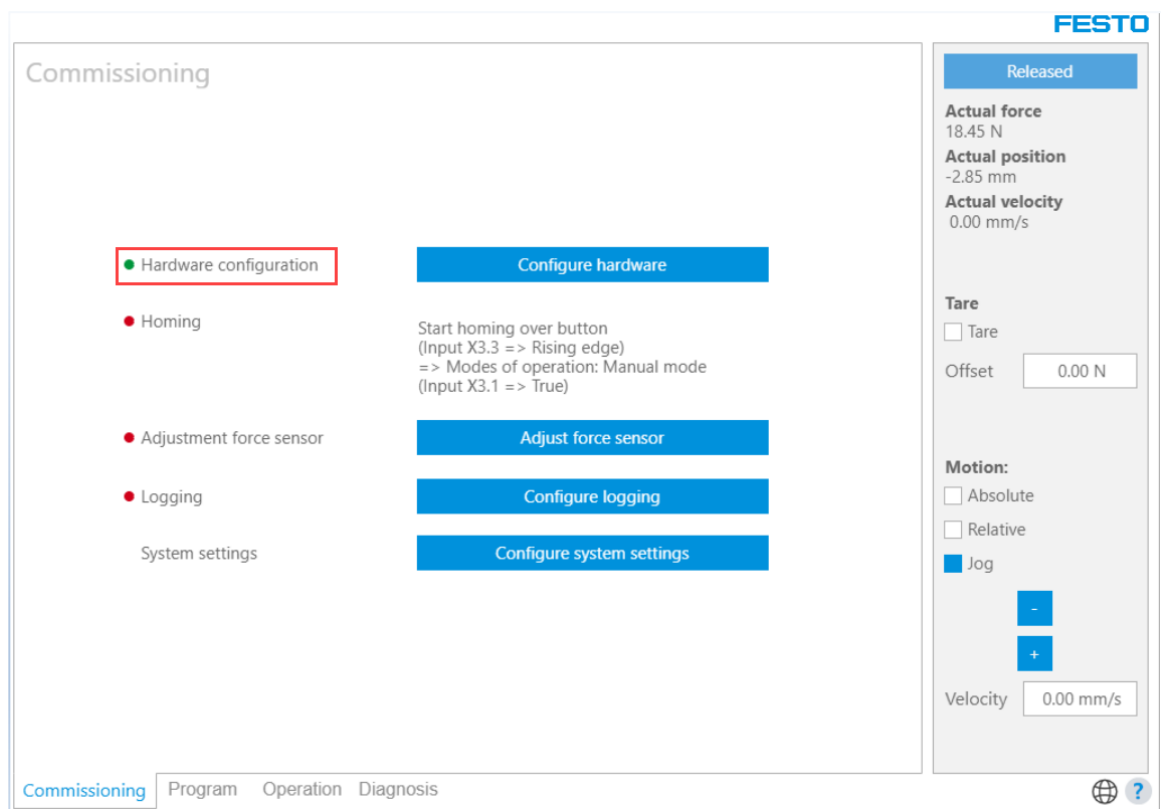 FESTO
Commissioning
Hardware configuration
Configure hardware
Homing
Start homing over button
(Input X3.3 => Rising edge)
=> Modes of operation: Manual mode
(Input X3.1 => True)
Adjustment force sensor
Adjust force sensor
Logging
Configure logging
System settings
Configure system settings
Released
Actual force
18.45 N
Actual position
-2.85 mm
Actual velocity
0.00 mm/s
Tare
Tare
Offset
0.00 N
Motion:
Absolute
Relative
Jog
-
+
Velocity
0.00 mm/s
Commissioning
Program
Operation
Diagnosis
?